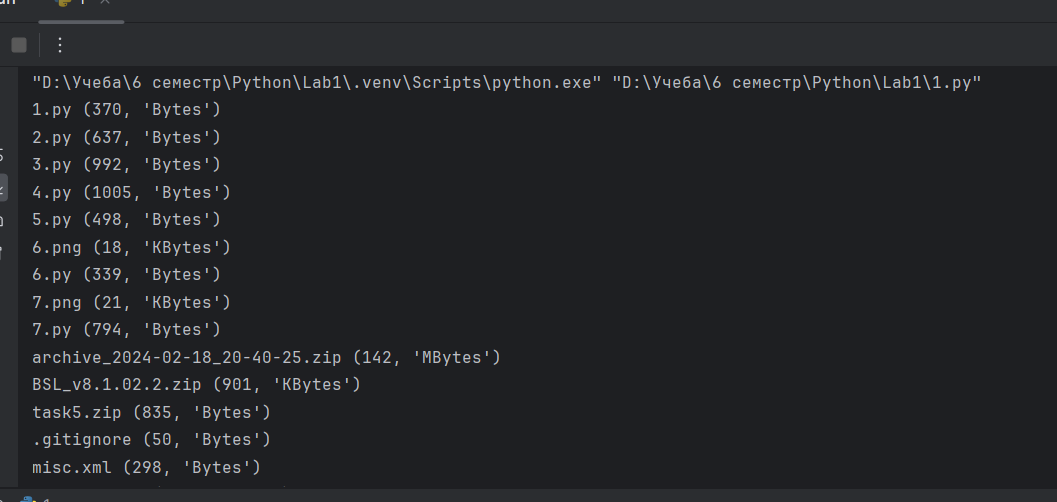 "D:\Учеба\6 семестр\Python\Lab1\.venv\Scripts\python.exe" "D:\Учеба\6 семестр\Python\Lab1\1.py"
1.py (370, 'Bytes')
2.py (637, 'Bytes')
3.py (992, 'Bytes')
4.py (1005, 'Bytes')
5.py (498, 'Bytes')
6.png (18, 'KBytes')
6.py (339, 'Bytes')
7.png (21, 'KBytes')
7.py (794, 'Bytes')
archive_2024-02-18_20-40-25.zip (142, 'MBytes')
BSL_v8.1.02.2.zip (901, 'KBytes')
task5.zip (835, 'Bytes')
.gitignore (50, 'Bytes')
misc.xml (298, 'Bytes')